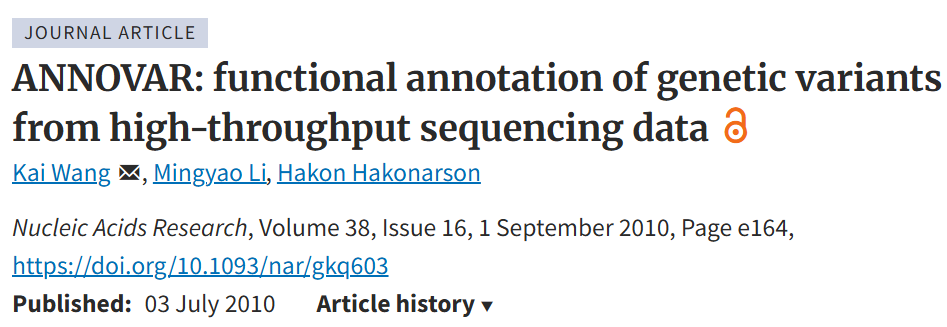 JOURNAL ARTICLE
ANNOVAR: functional annotation of genetic variants
from high-throughput sequencing data
Kai Wang, Mingyao Li, Hakon Hakonarson
Nucleic Acids Research, Volume 38, Issue 16, 1 September 2010, Page e164,
https://doi.org/10.1093/nar/gkq603
Published: 03 July 2010 Article history ▾